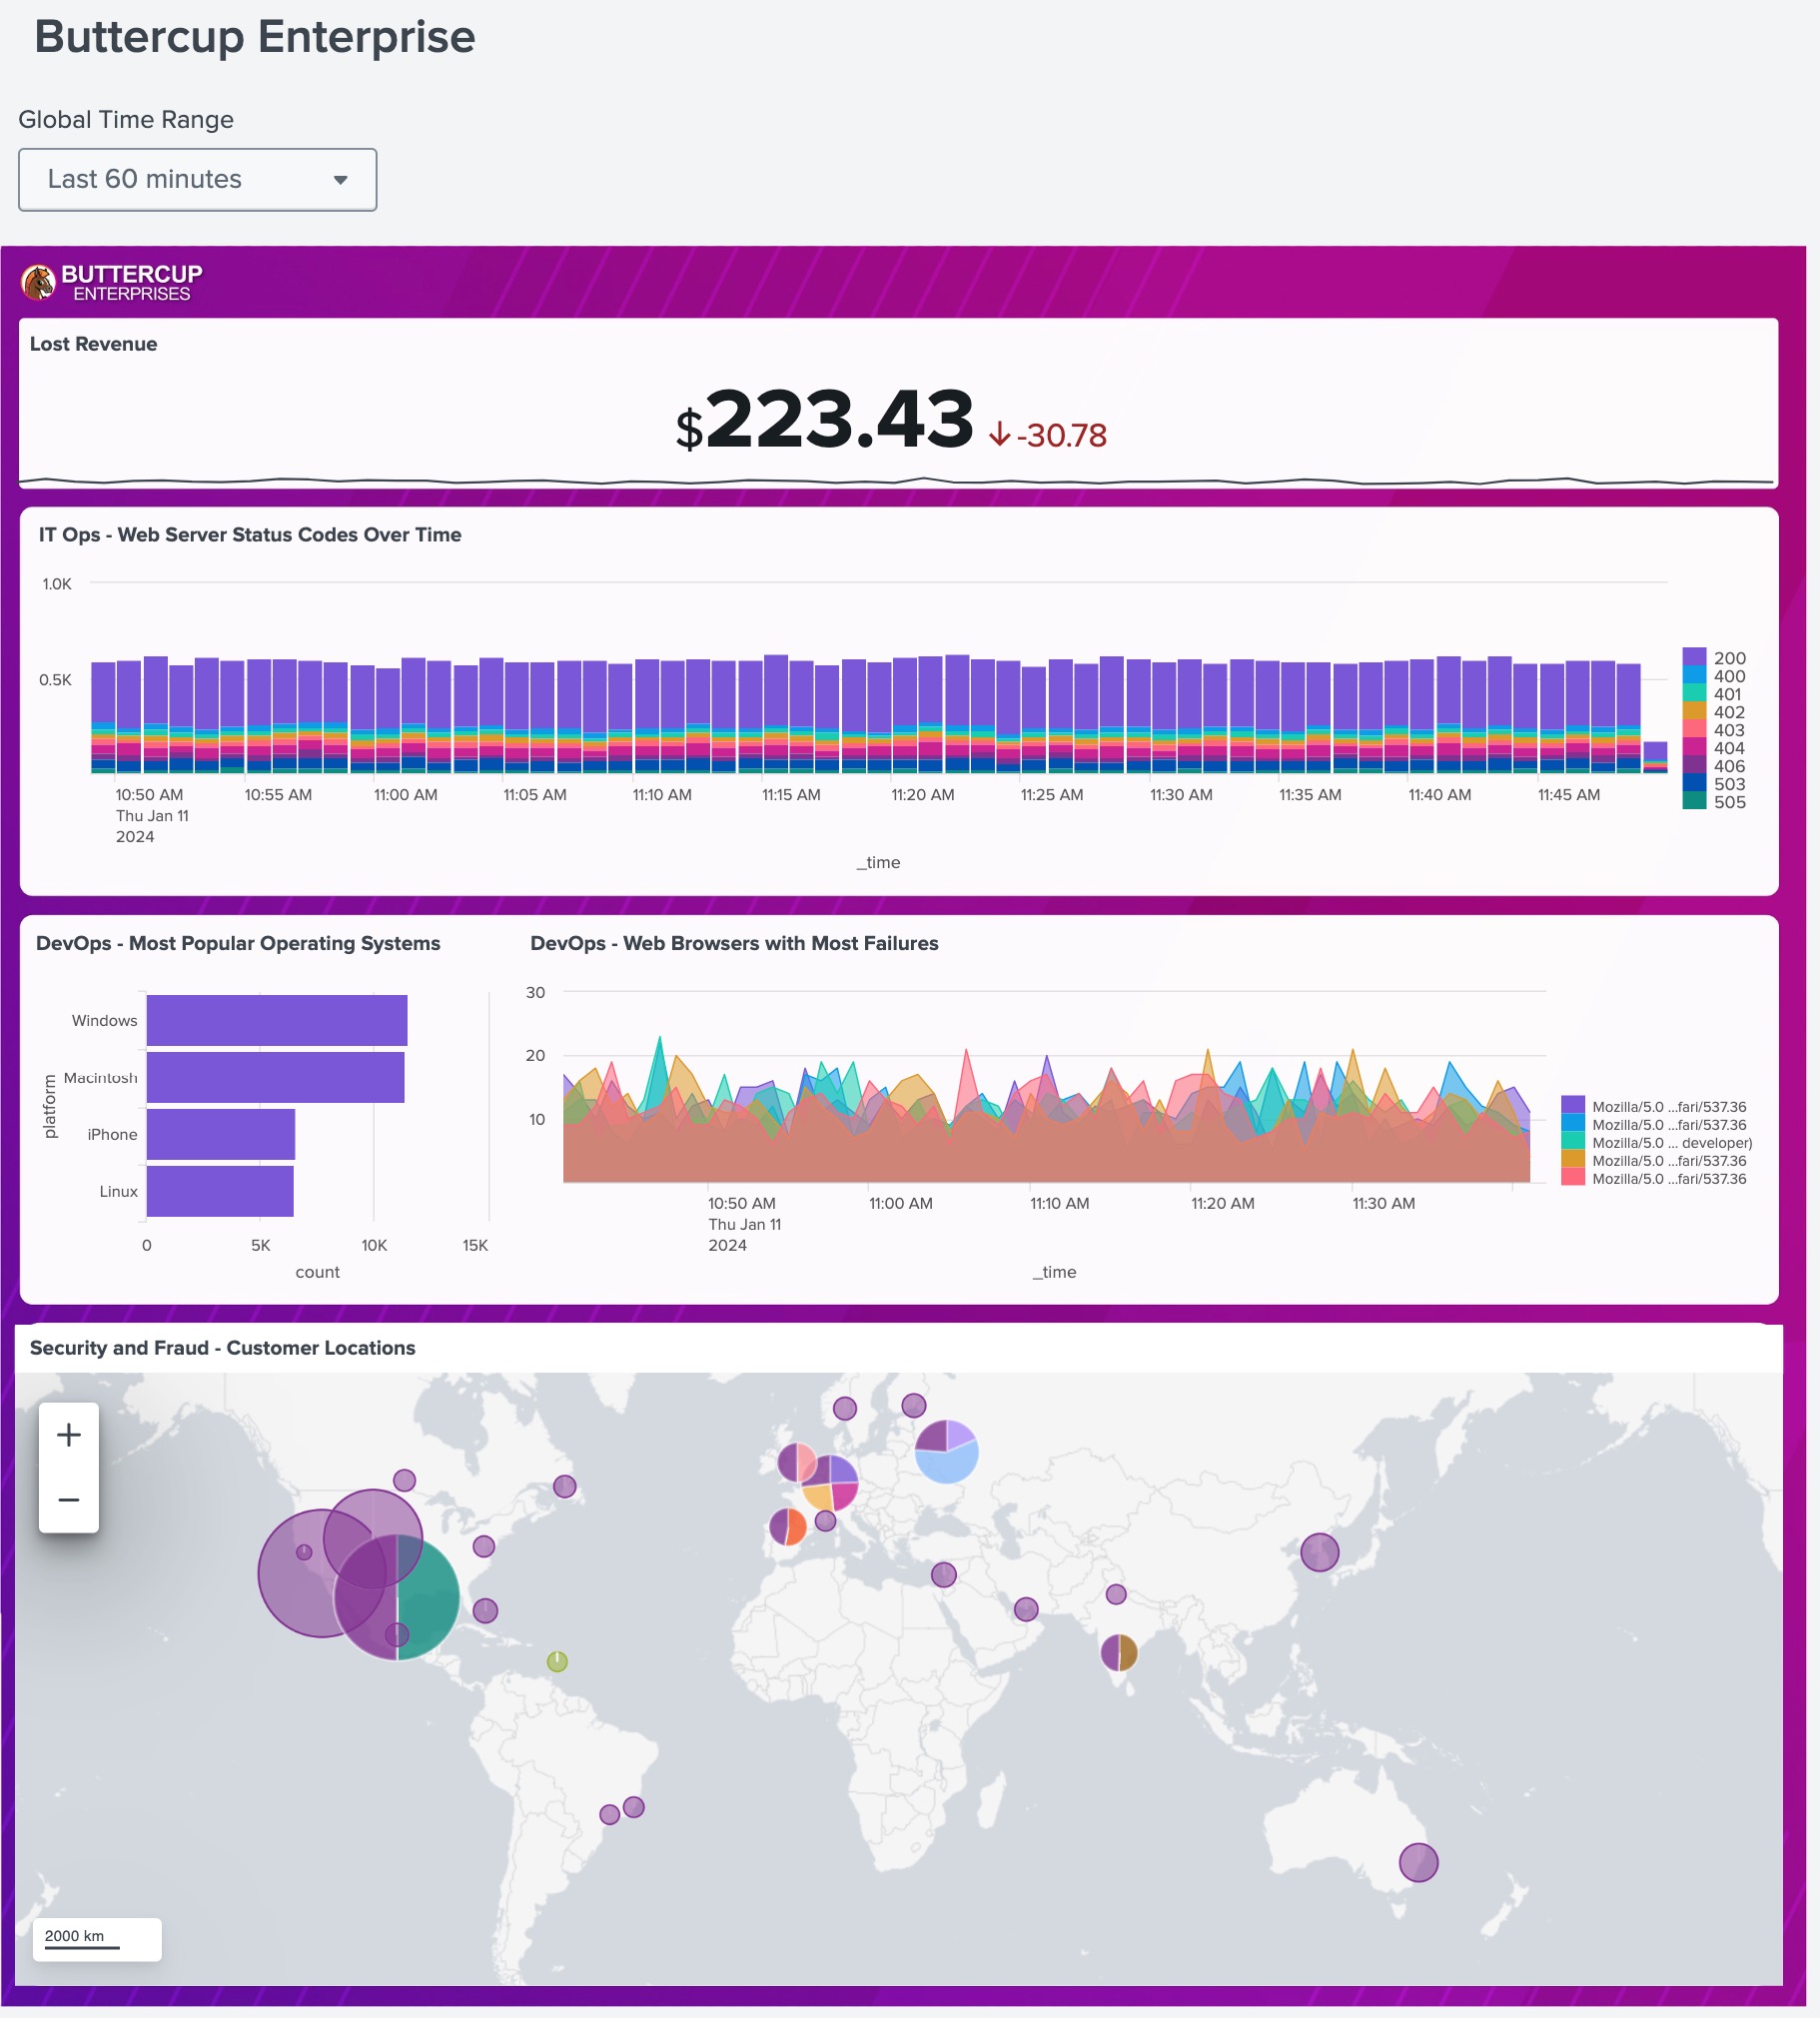 Buttercup Enterprise
Global Time Range
Last 60 minutes
BUTTERCUP
ENTERPRISES
Lost Revenue
$223.43 -30.78
IT Ops - Web Server Status Codes Over Time
1.0K
0.5K
200
400
401
402
403
404
406
503
505
10:50 AM 10:55 AM 11:00 AM 11:05 AM 11:10 AM 11:15 AM 11:20 AM 11:25 AM 11:30 AM 11:35 AM 11:40 AM 11:45 AM
Thu Jan 11
2024
_time
DevOps - Most Popular Operating Systems
platform
Windows
Macintosh
iPhone
Linux
0 5K 10K 15K
count
DevOps - Web Browsers with Most Failures
30
20
10
Mozilla/5.0 ...fari/537.36
Mozilla/5.0 ...fari/537.36
Mozilla/5.0 ... developer)
Mozilla/5.0 ...fari/537.36
Mozilla/5.0 ...fari/537.36
10:50 AM 11:00 AM 11:10 AM 11:20 AM 11:30 AM
Thu Jan 11
2024
_time
Security and Fraud - Customer Locations
+
−
2000 km